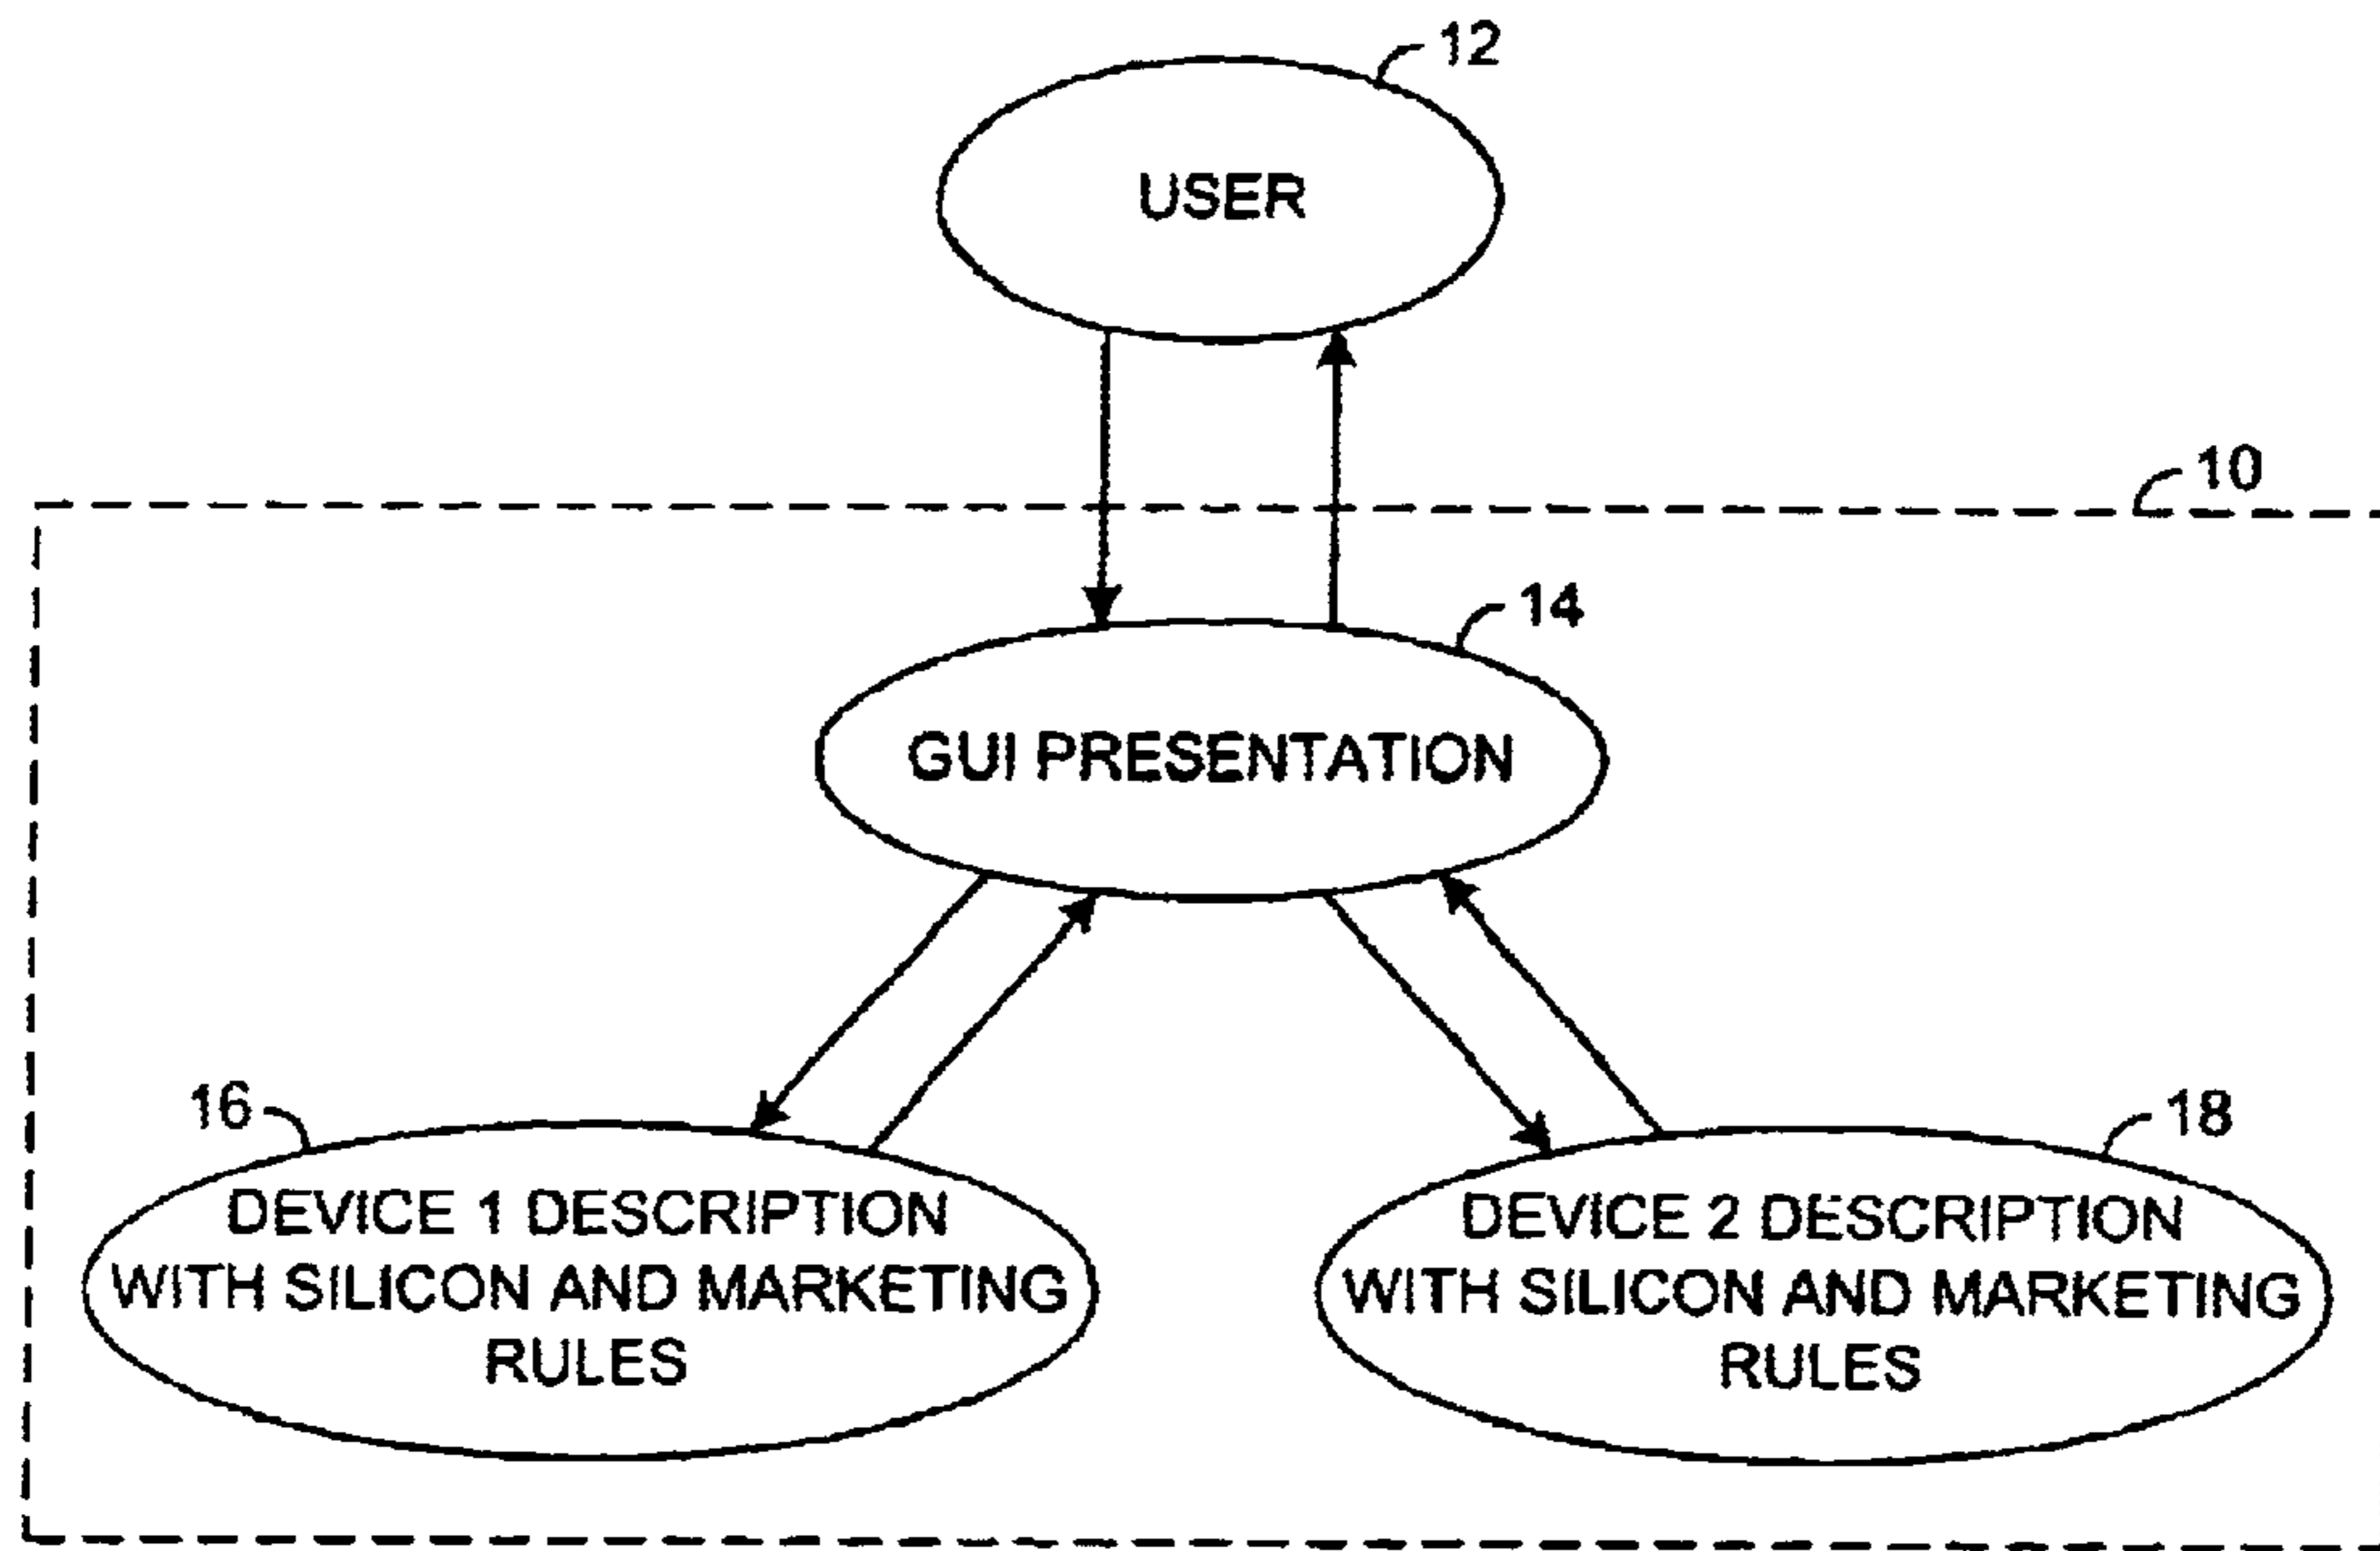 12
USER
10
14
GUI PRESENTATION
16
18
DEVICE 1 DESCRIPTION
WITH SILICON AND MARKETING
RULES
DEVICE 2 DESCRIPTION
WITH SILICON AND MARKETING
RULES